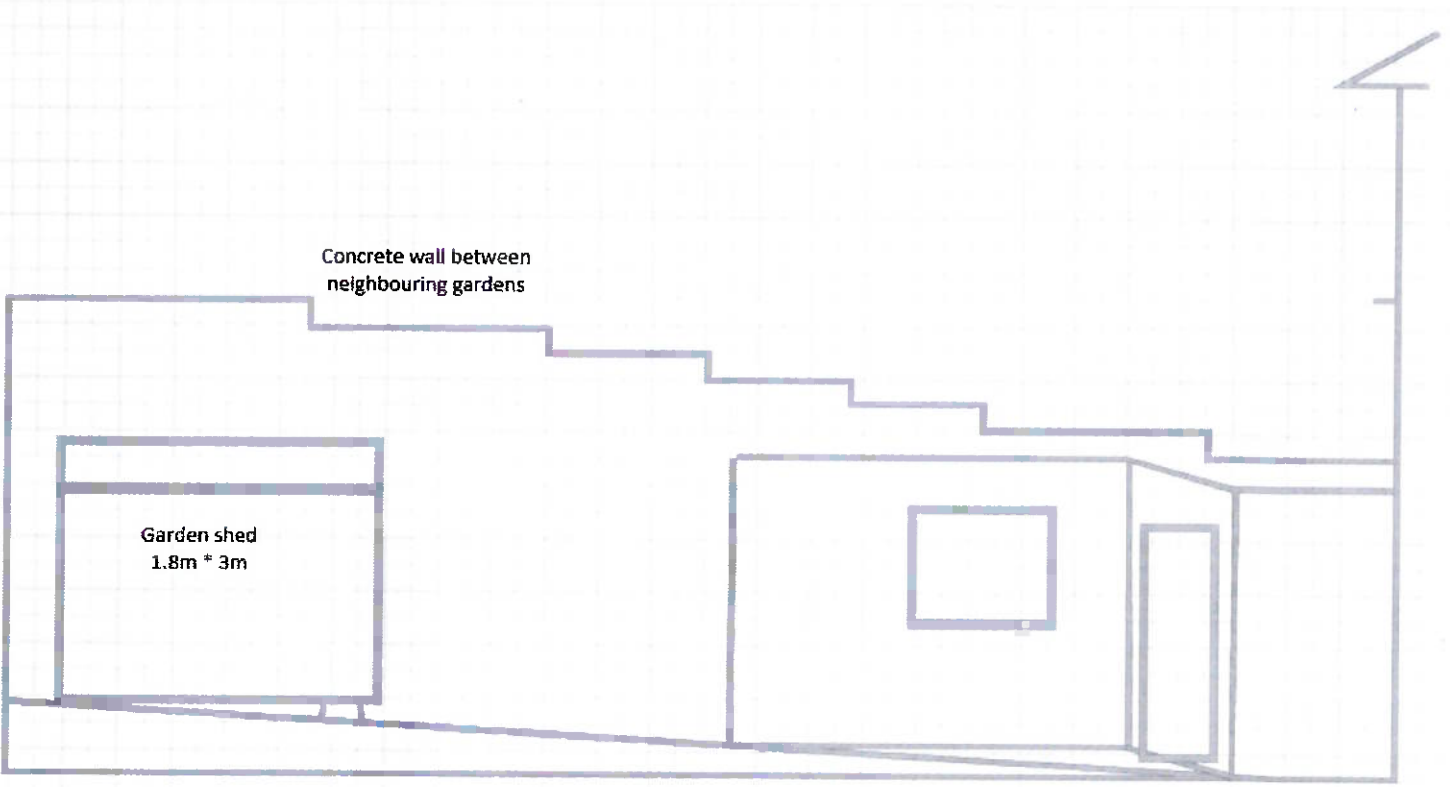 Concrete wall between
neighbouring gardens
Garden shed
1.8m * 3m